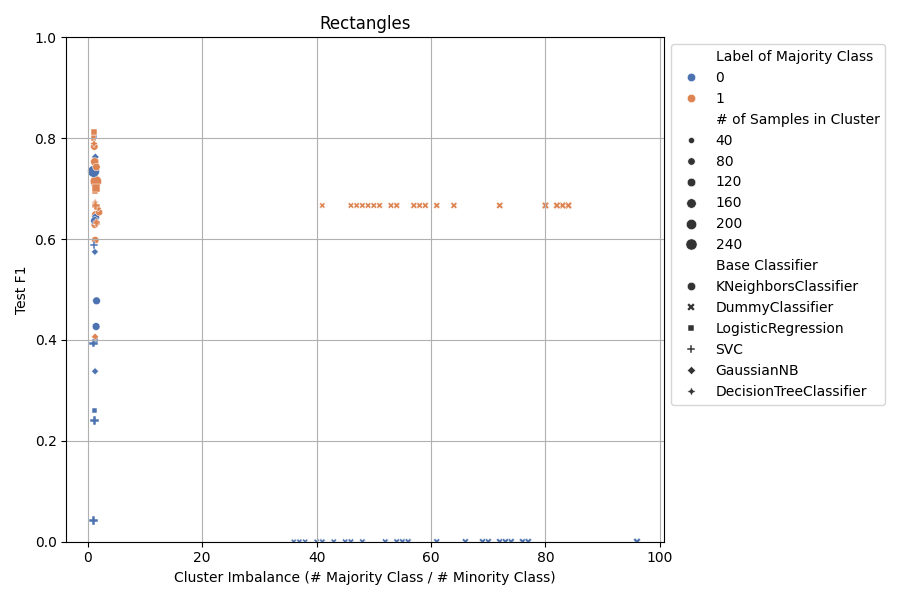 Rectangles
Test F1
1.0
0.8
0.6
0.4
0.2
0.0
0 20 40 60 80 100
Cluster Imbalance (# Majority Class / # Minority Class)
Label of Majority Class
0
1
# of Samples in Cluster
40
80
120
160
200
240
Base Classifier
KNeighborsClassifier
DummyClassifier
LogisticRegression
SVC
GaussianNB
DecisionTreeClassifier